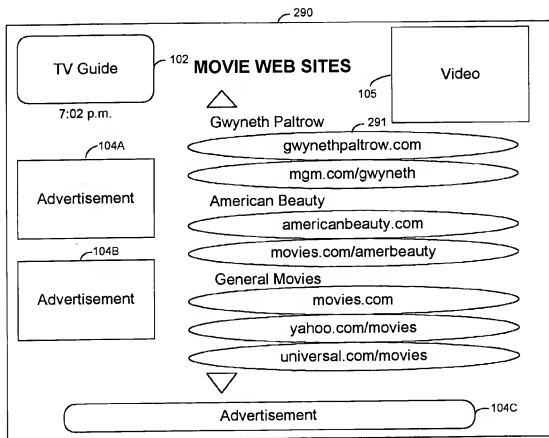 290
TV Guide
102
MOVIE WEB SITES
105
Video
7:02 p.m.
Gwyneth Paltrow
291
gwynethpaltrow.com
mgm.com/gwyneth
104A
Advertisement
American Beauty
americanbeauty.com
movies.com/amerbeauty
104B
Advertisement
General Movies
movies.com
yahoo.com/movies
universal.com/movies
Advertisement
104C